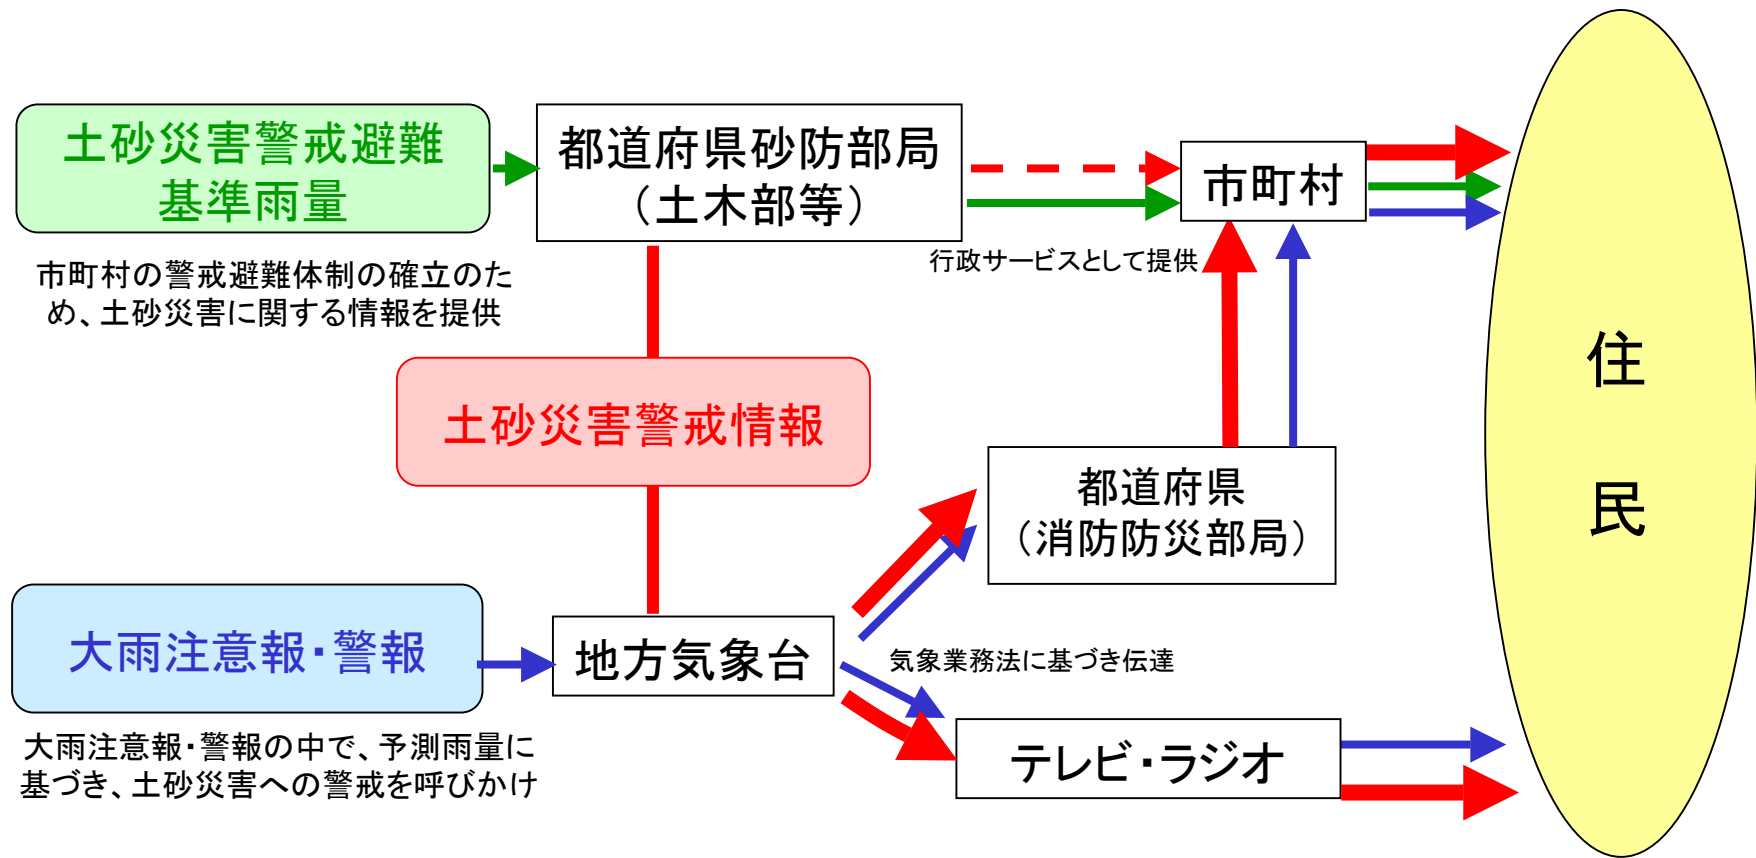 土砂災害警戒避難
基準雨量
市町村の警戒避難体制の確立のた
め、土砂災害に関する情報を提供
都道府県砂防部局
（土木部等）
市町村
行政サービスとして提供
土砂災害警戒情報
都道府県
（消防防災部局）
大雨注意報・警報
大雨注意報・警報の中で、予測雨量に
基づき、土砂災害への警戒を呼びかけ
地方気象台
気象業務法に基づき伝達
テレビ・ラジオ
住
民